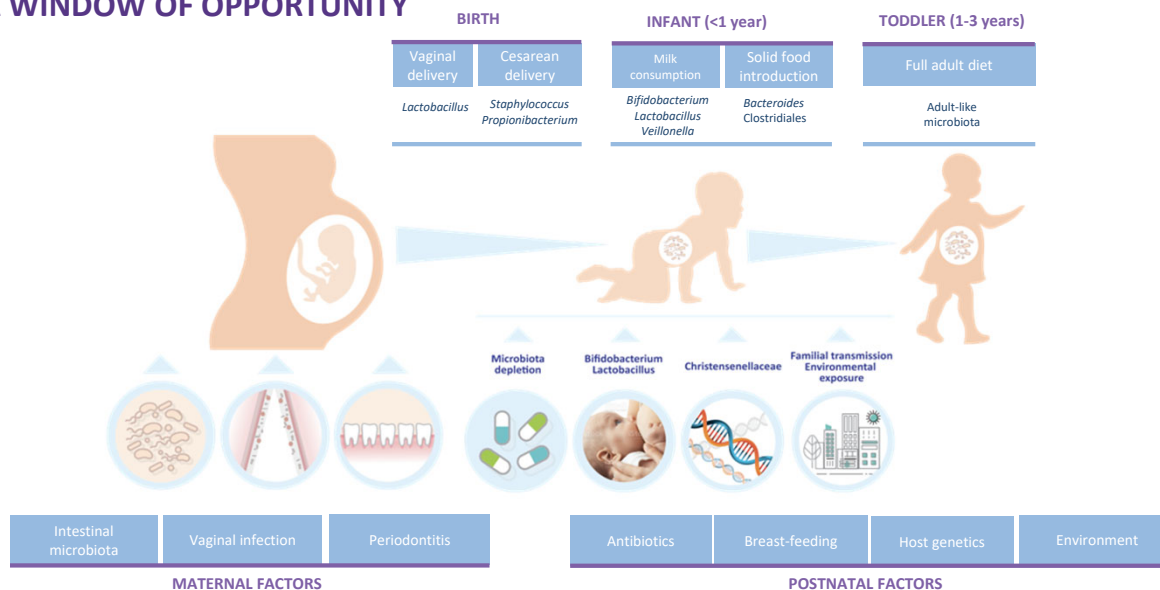 WINDOW OF OPPORTUNITY
BIRTH
INFANT (<1 year)
TODDLER (1-3 years)
Vaginal
delivery
Cesarean
delivery
Milk
consumption
Solid food
introduction
Full adult diet
Lactobacillus
Staphylococcus
Propionibacterium
Bifidobacterium
Lactobacillus
Veillonella
Bacteroides
Clostridiales
Adult-like
microbiota
Microbiota
depletion
Bifidobacterium
Lactobacillus
Christensenellaceae
Familial transmission
Environmental
exposure
Intestinal
microbiota
Vaginal infection
Periodontitis
Antibiotics
Breast-feeding
Host genetics
Environment
MATERNAL FACTORS
POSTNATAL FACTORS